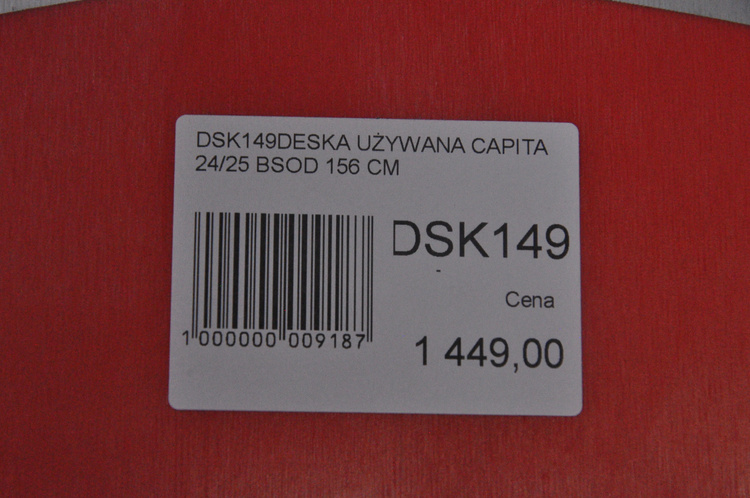 DSK149DESKA UŻYWANA CAPITA
24/25 BSOD 156 CM
DSK149
-
Cena
1 000000 009187
1 449,00